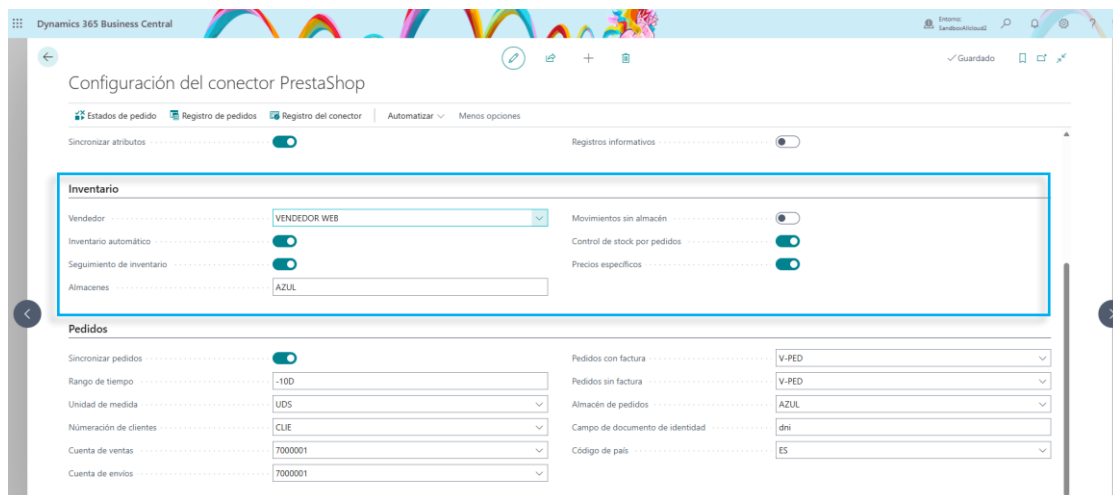 Dynamics 365 Business Central
Entorno:
SandboxAlicloud2
Guardado
Configuración del conector PrestaShop
Estados de pedido Registro de pedidos Registro del conector Automatizar Menos opciones
Sincronizar atributos Registros informativos
Inventario
Vendedor VENDEDOR WEB Movimientos sin almacén
Inventario automático Control de stock por pedidos
Seguimiento de inventario Precios específicos
Almacenes AZUL
Pedidos
Sincronizar pedidos Pedidos con factura V-PED
Rango de tiempo -10D Pedidos sin factura V-PED
Unidad de medida UDS Almacén de pedidos AZUL
Númeración de clientes CLIE Campo de documento de identidad dni
Cuenta de ventas 7000001 Código de país ES
Cuenta de envíos 7000001